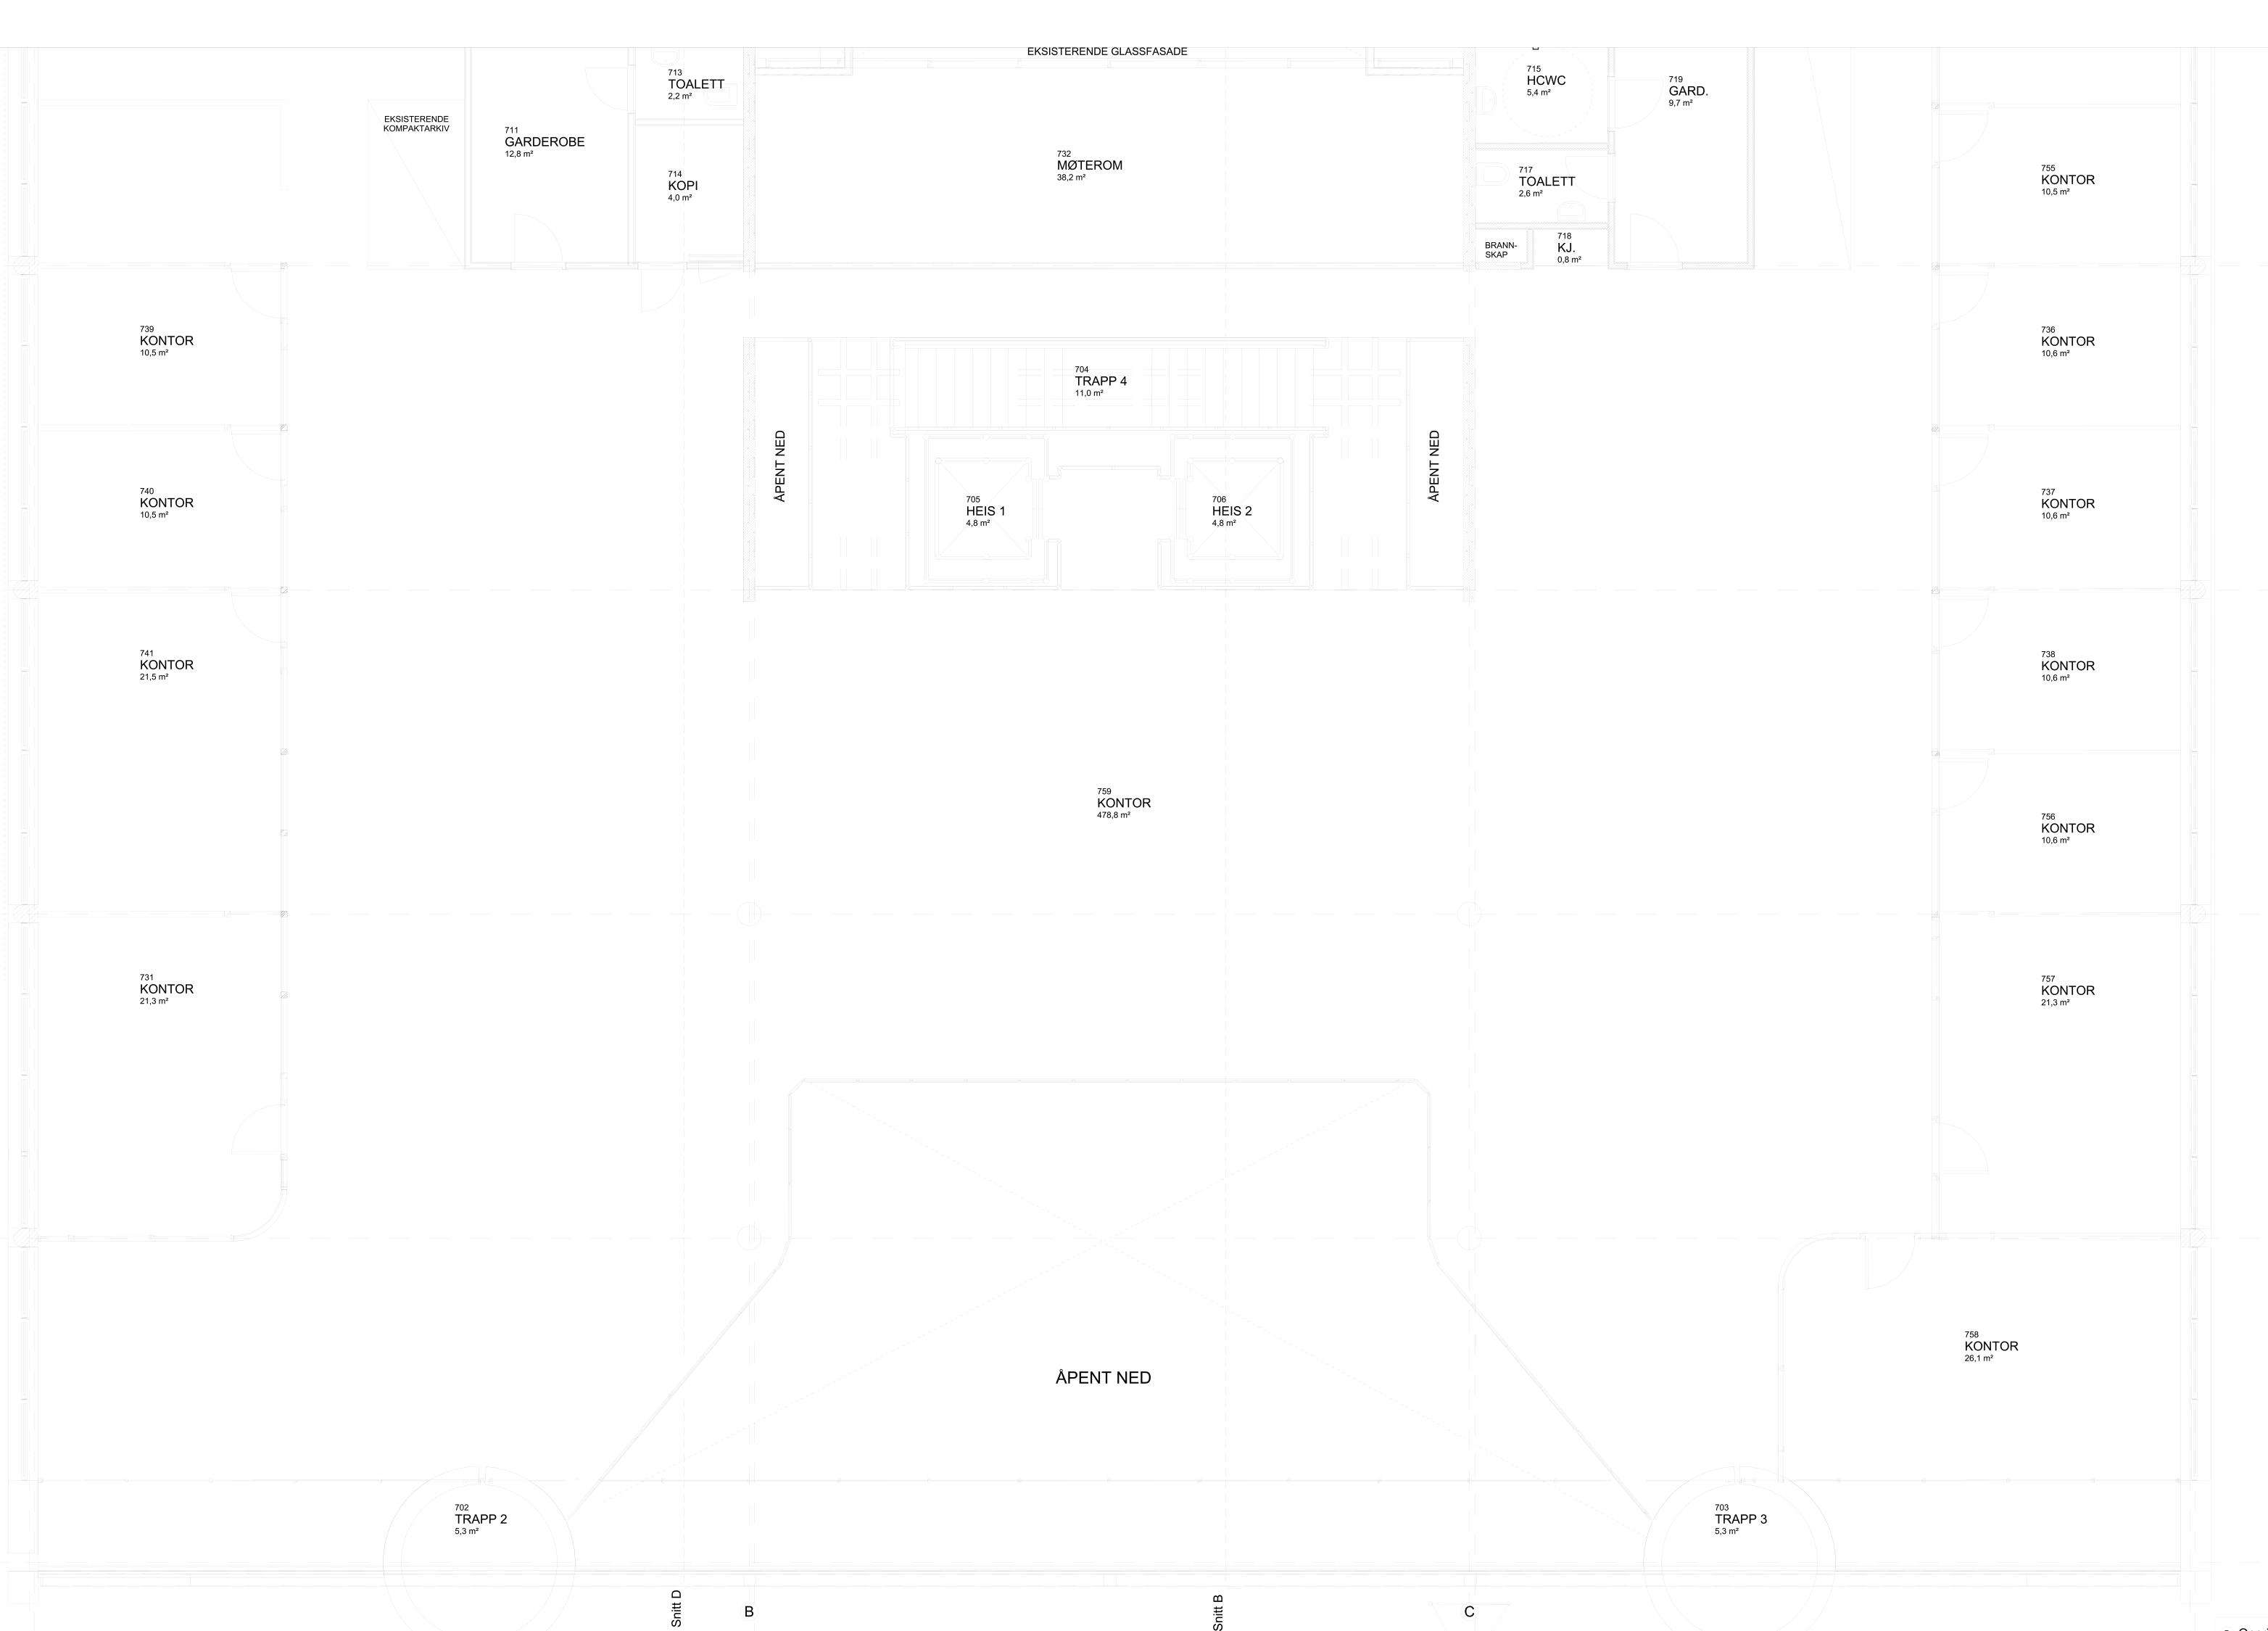 EKSISTERENDE GLASSFASADE
713
TOALETT
2,2 m²
715
HCWC
5,4 m²
719
GARD.
9,7 m²
EKSISTERENDE
KOMPAKTARKIV
711
GARDEROBE
12,8 m²
714
KOPI
4,0 m²
732
MØTEROM
38,2 m²
717
TOALETT
2,6 m²
755
KONTOR
10,5 m²
BRANN-
SKAP
718
KJ.
0,8 m²
739
KONTOR
10,5 m²
704
TRAPP 4
11,0 m²
736
KONTOR
10,6 m²
ÅPENT NED
ÅPENT NED
740
KONTOR
10,5 m²
705
HEIS 1
4,8 m²
706
HEIS 2
4,8 m²
737
KONTOR
10,6 m²
741
KONTOR
21,5 m²
738
KONTOR
10,6 m²
759
KONTOR
478,8 m²
756
KONTOR
10,6 m²
731
KONTOR
21,3 m²
757
KONTOR
21,3 m²
758
KONTOR
26,1 m²
ÅPENT NED
702
TRAPP 2
5,3 m²
703
TRAPP 3
5,3 m²
Snitt D
B
Snitt B
C